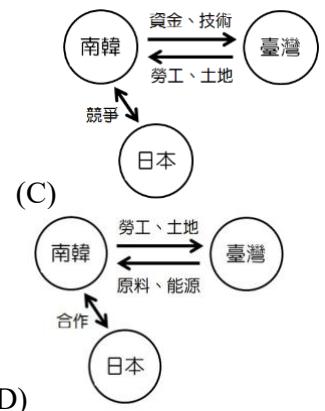 資金、技術
南韓
臺灣
勞工、土地
競爭
日本
(C)
勞工、土地
南韓
臺灣
原料、能源
合作
日本
D)